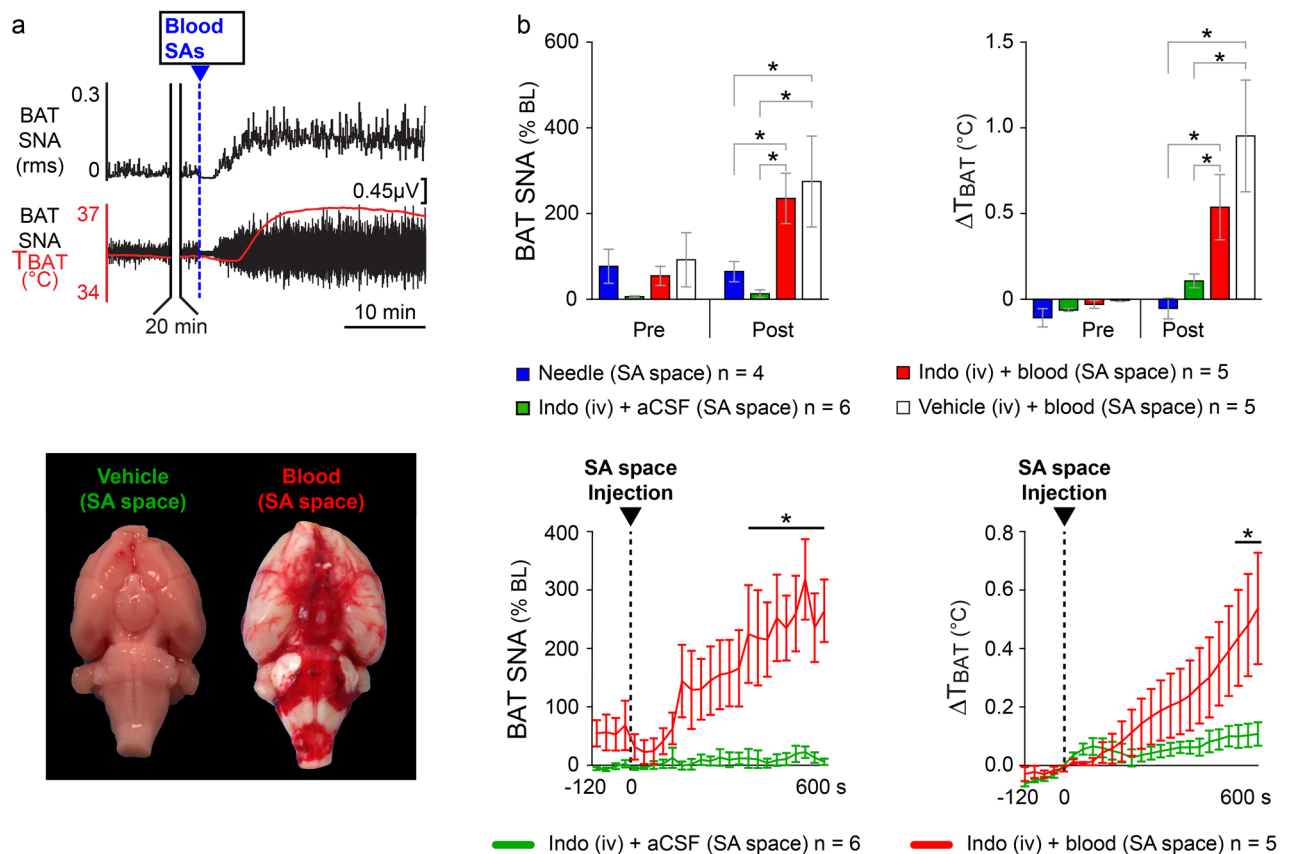 a
Blood
SAs
0.3
BAT
SNA
(rms)
0
0.45µV
BAT
SNA
TBAT
(°C)
37
34
20 min
10 min
Vehicle
(SA space)
Blood
(SA space)
b
600
400
200
0
BAT SNA (% BL)
*
*
*
*
Pre
Post
1.5
1.0
0.5
0
ΔTBAT (°C)
*
*
*
*
Pre
Post
Needle (SA space) n = 4
Indo (iv) + aCSF (SA space) n = 6
Indo (iv) + blood (SA space) n = 5
Vehicle (iv) + blood (SA space) n = 5
SA space
Injection
*
400
300
200
100
0
BAT SNA (% BL)
-120
0
600 s
SA space
Injection
*
0.8
0.6
0.4
0.2
0.0
ΔTBAT (°C)
-120
0
600 s
Indo (iv) + aCSF (SA space) n = 6
Indo (iv) + blood (SA space) n = 5